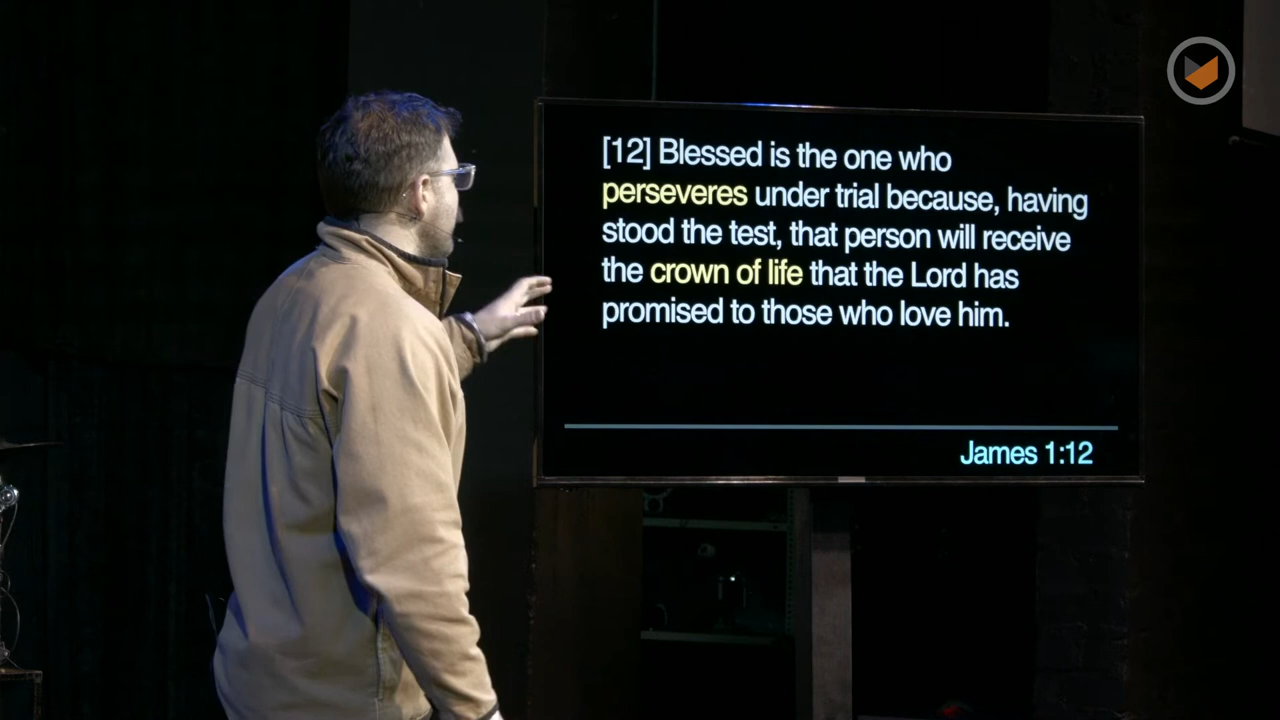 [12] Blessed is the one who
perseveres under trial because, having
stood the test, that person will receive
the crown of life that the Lord has
promised to those who love him.
James 1:12